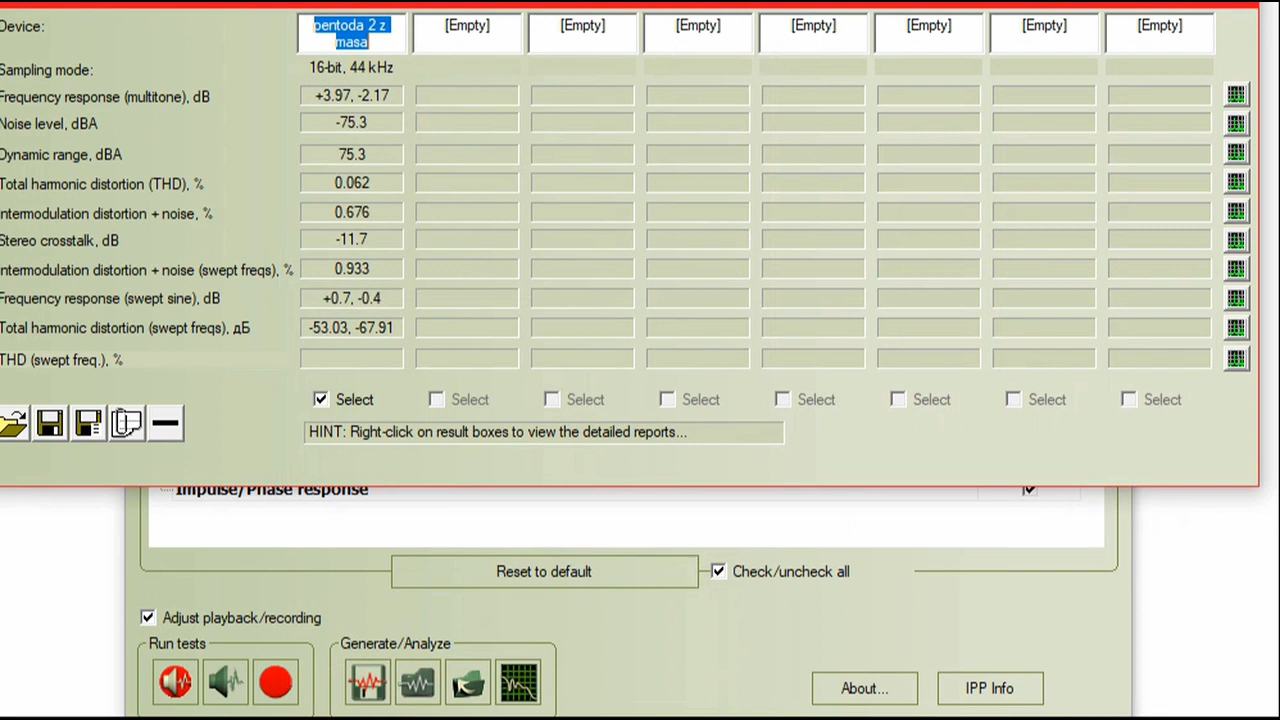 Device: pentoda 2 z masa [Empty] [Empty] [Empty] [Empty] [Empty] [Empty] [Empty]
Sampling mode: 16-bit, 44 kHz
Frequency response (multitone), dB +3.97, -2.17
Noise level, dBA -75.3
Dynamic range, dBA 75.3
Total harmonic distortion (THD), % 0.062
Intermodulation distortion + noise, % 0.676
Stereo crosstalk, dB -11.7
Intermodulation distortion + noise (swept freqs), % 0.933
Frequency response (swept sine), dB +0.7, -0.4
Total harmonic distortion (swept freqs), дБ -53.03, -67.91
THD (swept freq.), %
Select Select Select Select Select Select Select Select
HINT: Right-click on result boxes to view the detailed reports...
Impulse/Phase response
Reset to default Check/uncheck all
Adjust playback/recording
Run tests Generate/Analyze
About... IPP Info